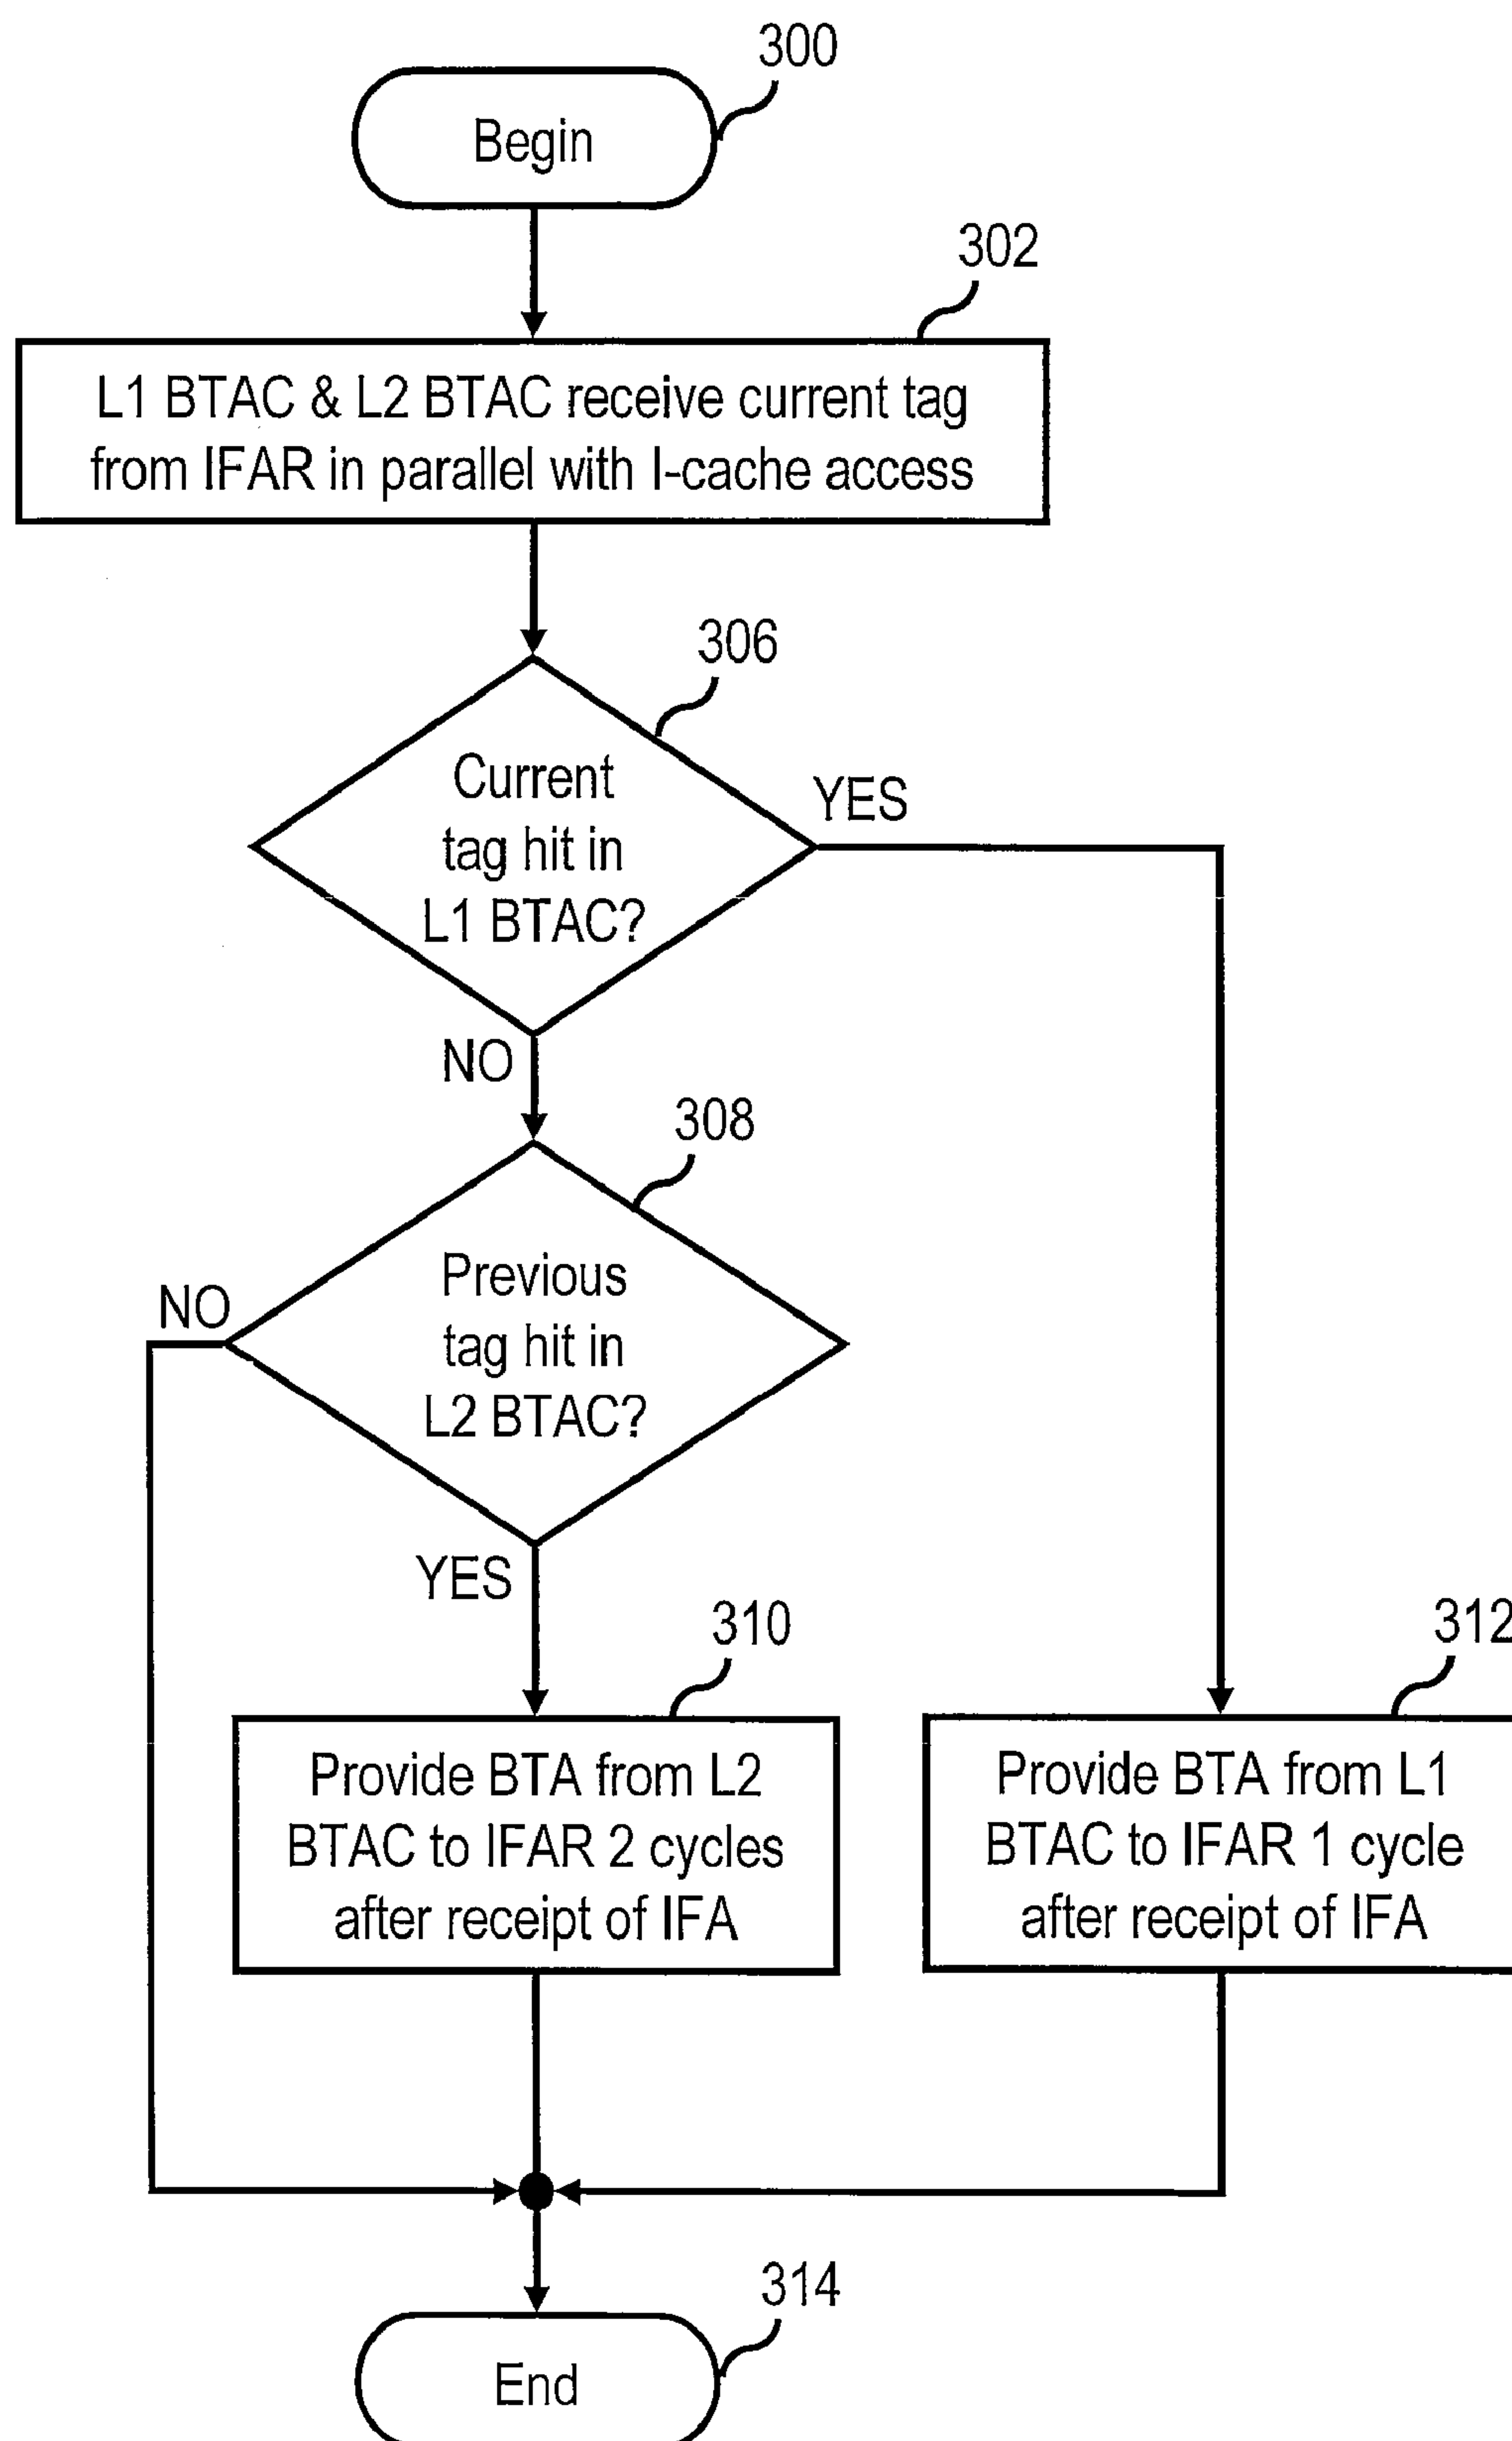 300
Begin
302
L1 BTAC & L2 BTAC receive current tag
from IFAR in parallel with I-cache access
306
Current
tag hit in
L1 BTAC?
YES
NO
308
Previous
tag hit in
L2 BTAC?
NO
YES
310
312
Provide BTA from L2
BTAC to IFAR 2 cycles
after receipt of IFA
Provide BTA from L1
BTAC to IFAR 1 cycle
after receipt of IFA
314
End